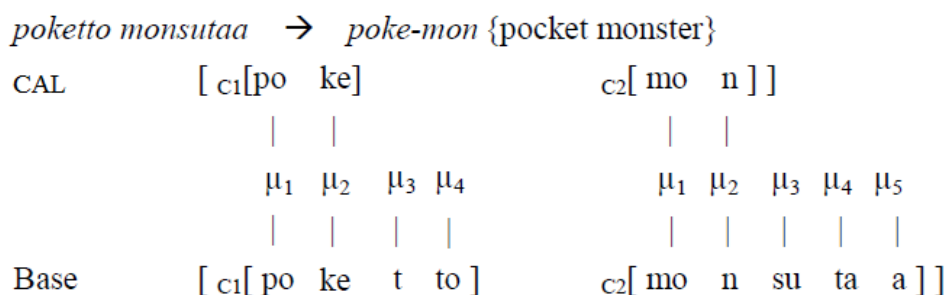 poketto monsutaa → poke-mon {pocket monster}
CAL [ C1[po ke] C2[ mo n ] ]
| | | |
μ1 μ2 μ3 μ4 μ1 μ2 μ3 μ4 μ5
| | | | | | | | |
Base [ C1[ po ke t to ] C2[ mo n su ta a ] ]